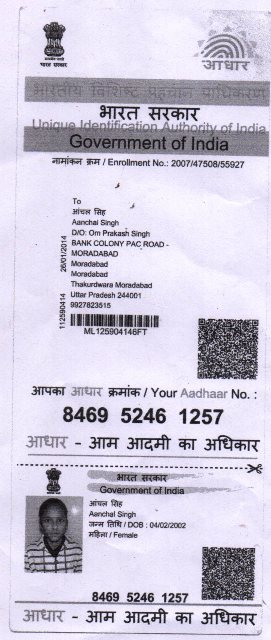 भारत सरकार
आधार
भारतीय विशिष्ट पहचान प्राधिकरण
भारत सरकार
Unique Identification Authority of India
Government of India
नामांकन क्रम / Enrollment No.: 2007/47508/55927
To
आंचल सिंह
Aanchal Singh
D/O: Om Prakash Singh
BANK COLONY PAC ROAD -
MORADABAD
Moradabad
Moradabad
Thakurdwara Moradabad
Uttar Pradesh 244001
9927823515
26/01/2014
112590414
ML125904146FT
आपका आधार क्रमांक / Your Aadhaar No. :
8469 5246 1257
आधार - आम आदमी का अधिकार
भारत सरकार
Government of India
आंचल सिंह
Aanchal Singh
जन्म तिथि / DOB : 04/02/2002
महिला / Female
8469 5246 1257
आधार - आम आदमी का अधिकार